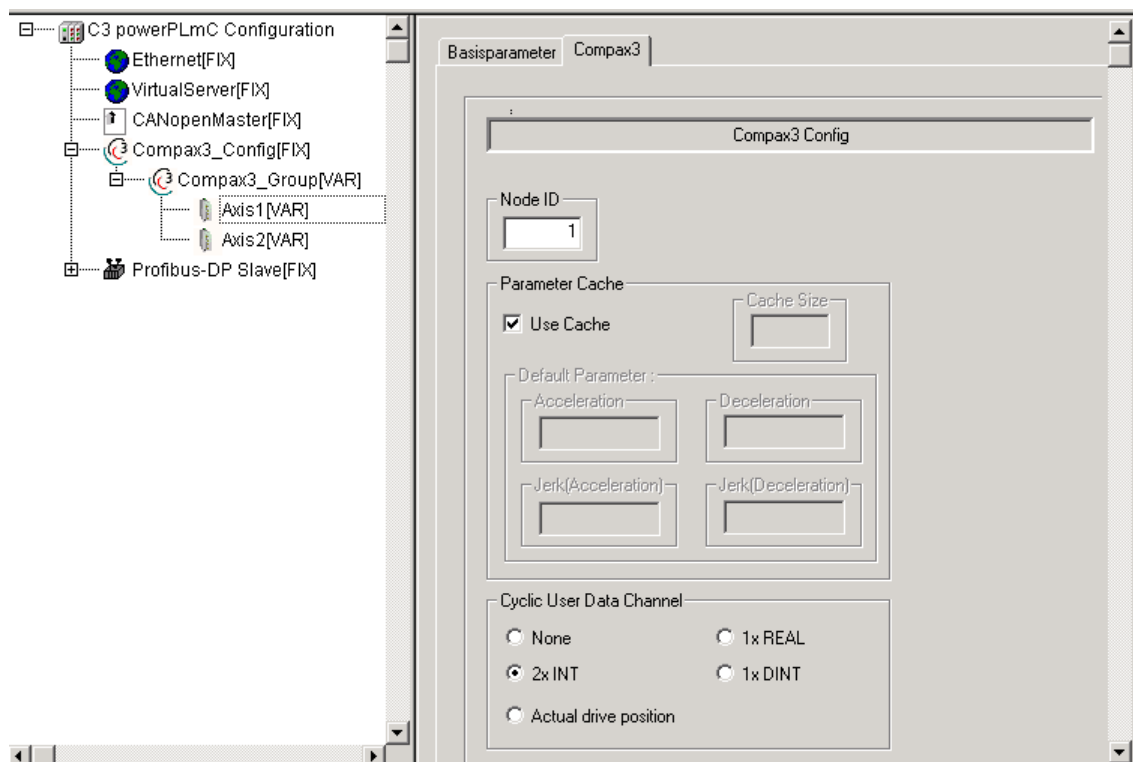 C3 powerPLmC Configuration
Ethernet[FIX]
VirtualServer[FIX]
CANopenMaster[FIX]
Compax3_Config[FIX]
Compax3_Group[VAR]
Axis1[VAR]
Axis2[VAR]
Profibus-DP Slave[FIX]
Basisparameter Compax3
:
Compax3 Config
Node ID
1
Parameter Cache
Cache Size
Use Cache
Default Parameter :
Acceleration Deceleration
Jerk(Acceleration) Jerk(Deceleration)
Cyclic User Data Channel
None 1x REAL
2x INT 1x DINT
Actual drive position